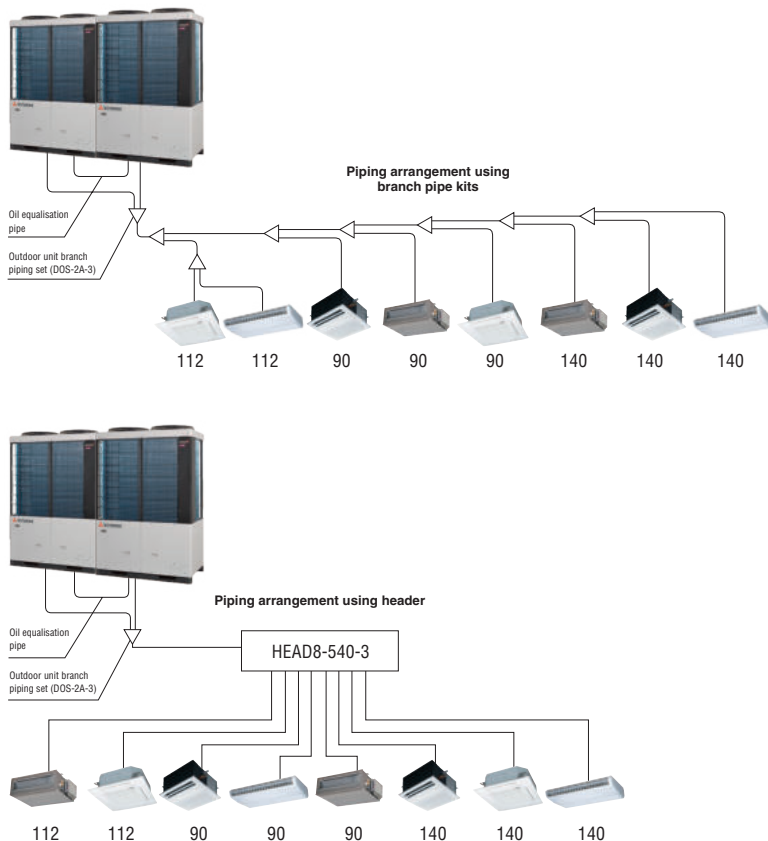 Piping arrangement using
branch pipe kits
Oil equalisation
pipe
Outdoor unit branch
piping set (DOS-2A-3)
112 112 90 90 90 140 140 140
Piping arrangement using header
Oil equalisation
pipe
Outdoor unit branch
piping set (DOS-2A-3)
HEAD8-540-3
112 112 90 90 90 140 140 140